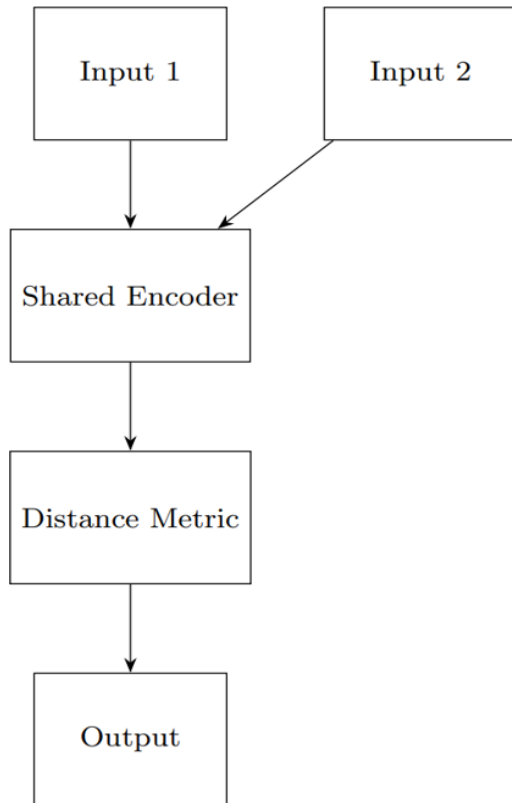 Input 1
Input 2
Shared Encoder
Distance Metric
Output